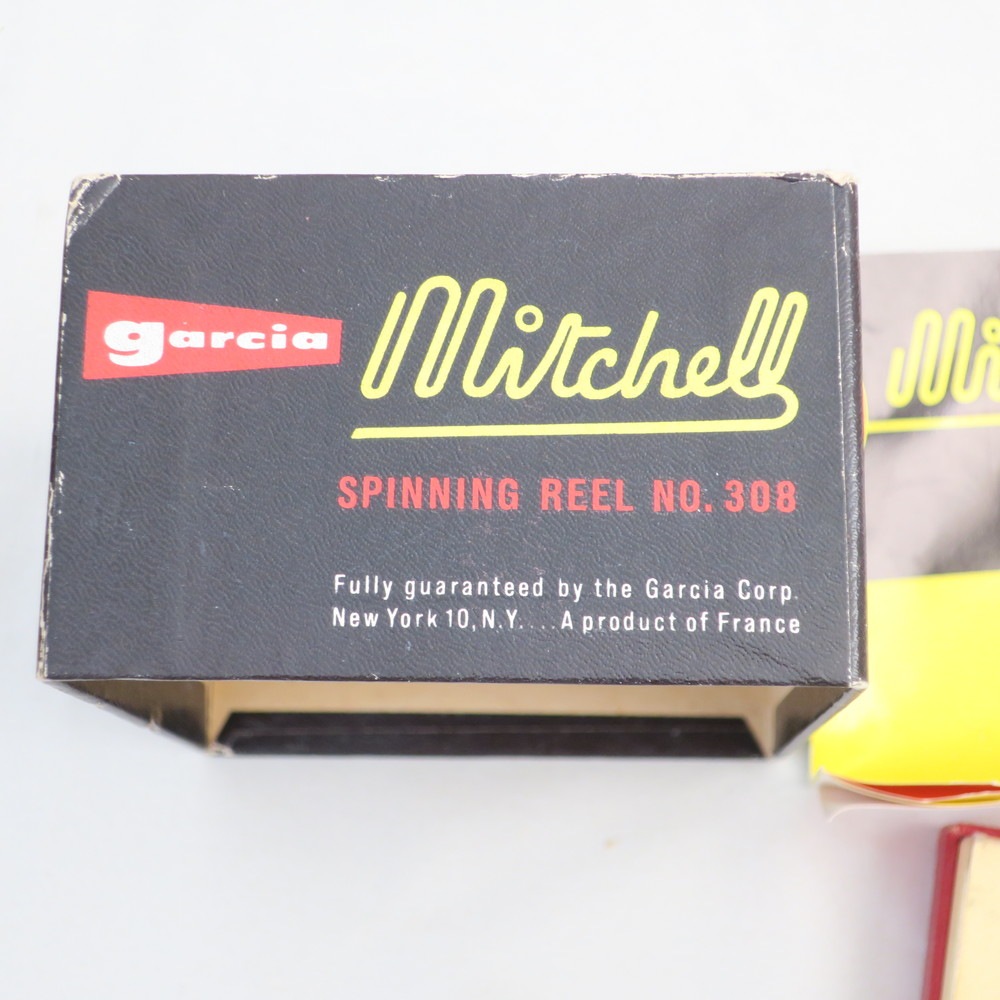 garcia
Mitchell
SPINNING REEL NO. 308
Fully guaranteed by the Garcia Corp.
New York 10, N.Y. . . . A product of France